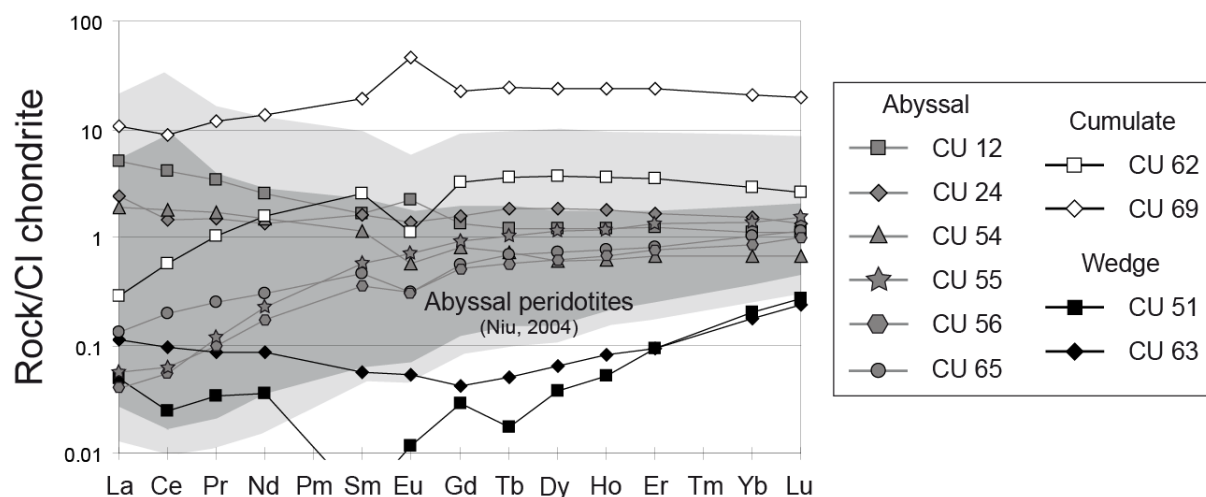 Rock/CI chondrite
100
10
1
0.1
0.01
La Ce Pr Nd Pm Sm Eu Gd Tb Dy Ho Er Tm Yb Lu
Abyssal peridotites
(Niu, 2004)
Abyssal
CU 12
CU 24
CU 54
CU 55
CU 56
CU 65
Cumulate
CU 62
CU 69
Wedge
CU 51
CU 63